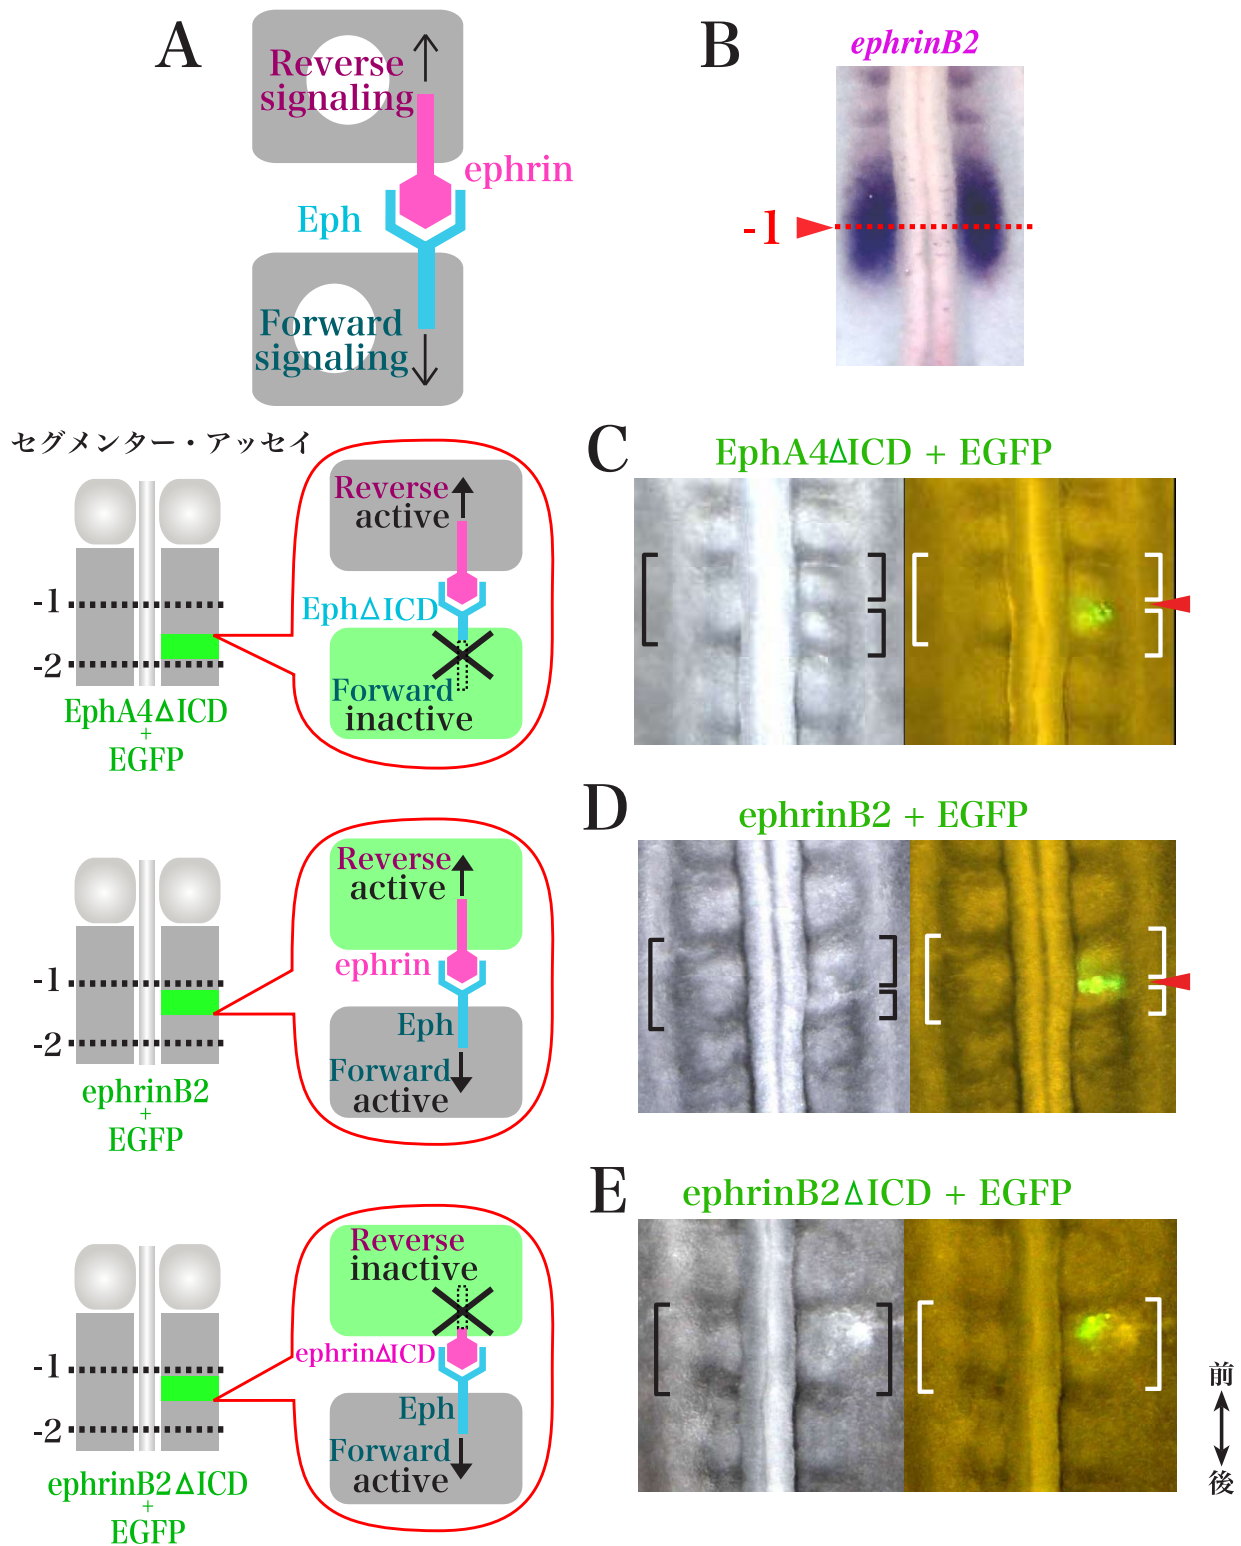 A
Reverse
signaling
ephrin
Eph
Forward
signaling
B
ephrinB2
-1
セグメンター・アッセイ
-1
-2
EphA4ΔICD
+
EGFP
Reverse
active
EphΔICD
Forward
inactive
C
EphA4ΔICD + EGFP
-1
-2
ephrinB2
+
EGFP
Reverse
active
ephrin
Eph
Forward
active
D
ephrinB2 + EGFP
-1
-2
ephrinB2ΔICD
+
EGFP
Reverse
inactive
ephrinΔICD
Eph
Forward
active
E
ephrinB2ΔICD + EGFP
前
後